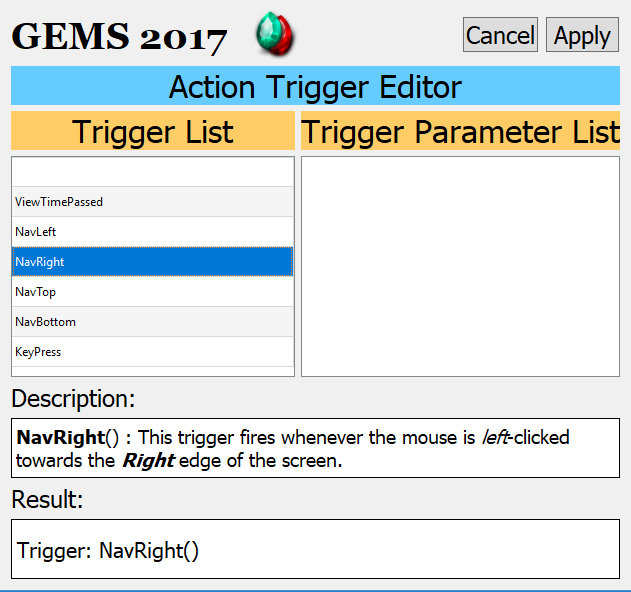 GEMS 2017
Cancel
Apply
Action Trigger Editor
Trigger List
Trigger Parameter List
ViewTimePassed
NavLeft
NavRight
NavTop
NavBottom
KeyPress
Description:
NavRight() : This trigger fires whenever the mouse is left-clicked
towards the Right edge of the screen.
Result:
Trigger: NavRight()